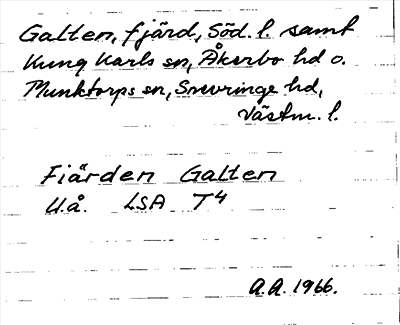 Galten, fjärd, Söd. l. samt
Kung Karls sn, Åkerbo hd o.
Munktorps sn, Snevringe hd,
Västm. l.
Fiärden Galten
U.å. LSA T4
A.A. 1966.